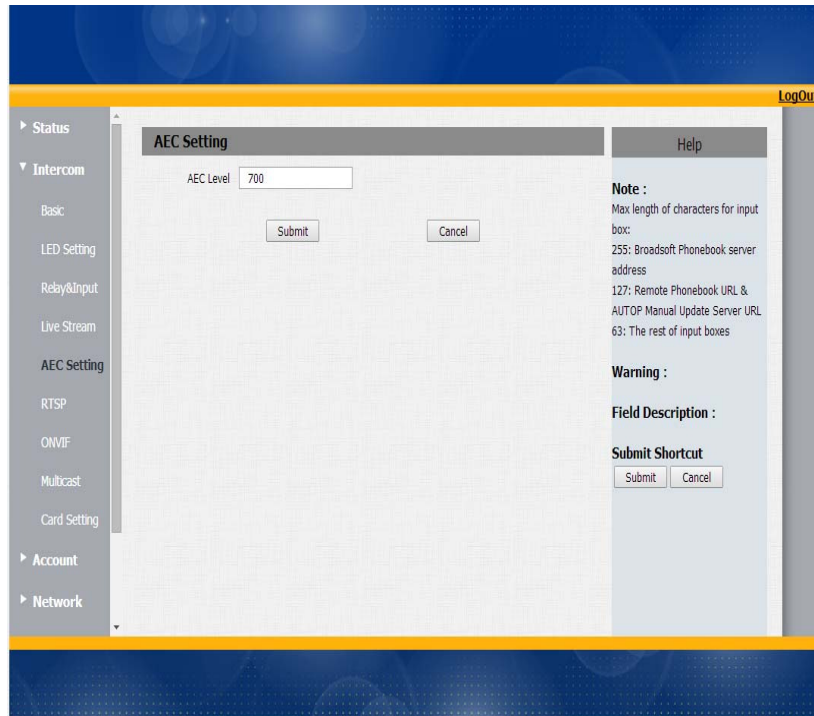 LogOu
Status
Intercom
Basic
LED Setting
Relay&Input
Live Stream
AEC Setting
RTSP
ONVIF
Multicast
Card Setting
Account
Network
AEC Setting
AEC Level 700
Submit Cancel
Help
Note :
Max length of characters for input
box:
255: Broadsoft Phonebook server
address
127: Remote Phonebook URL &
AUTOP Manual Update Server URL
63: The rest of input boxes
Warning :
Field Description :
Submit Shortcut
Submit Cancel